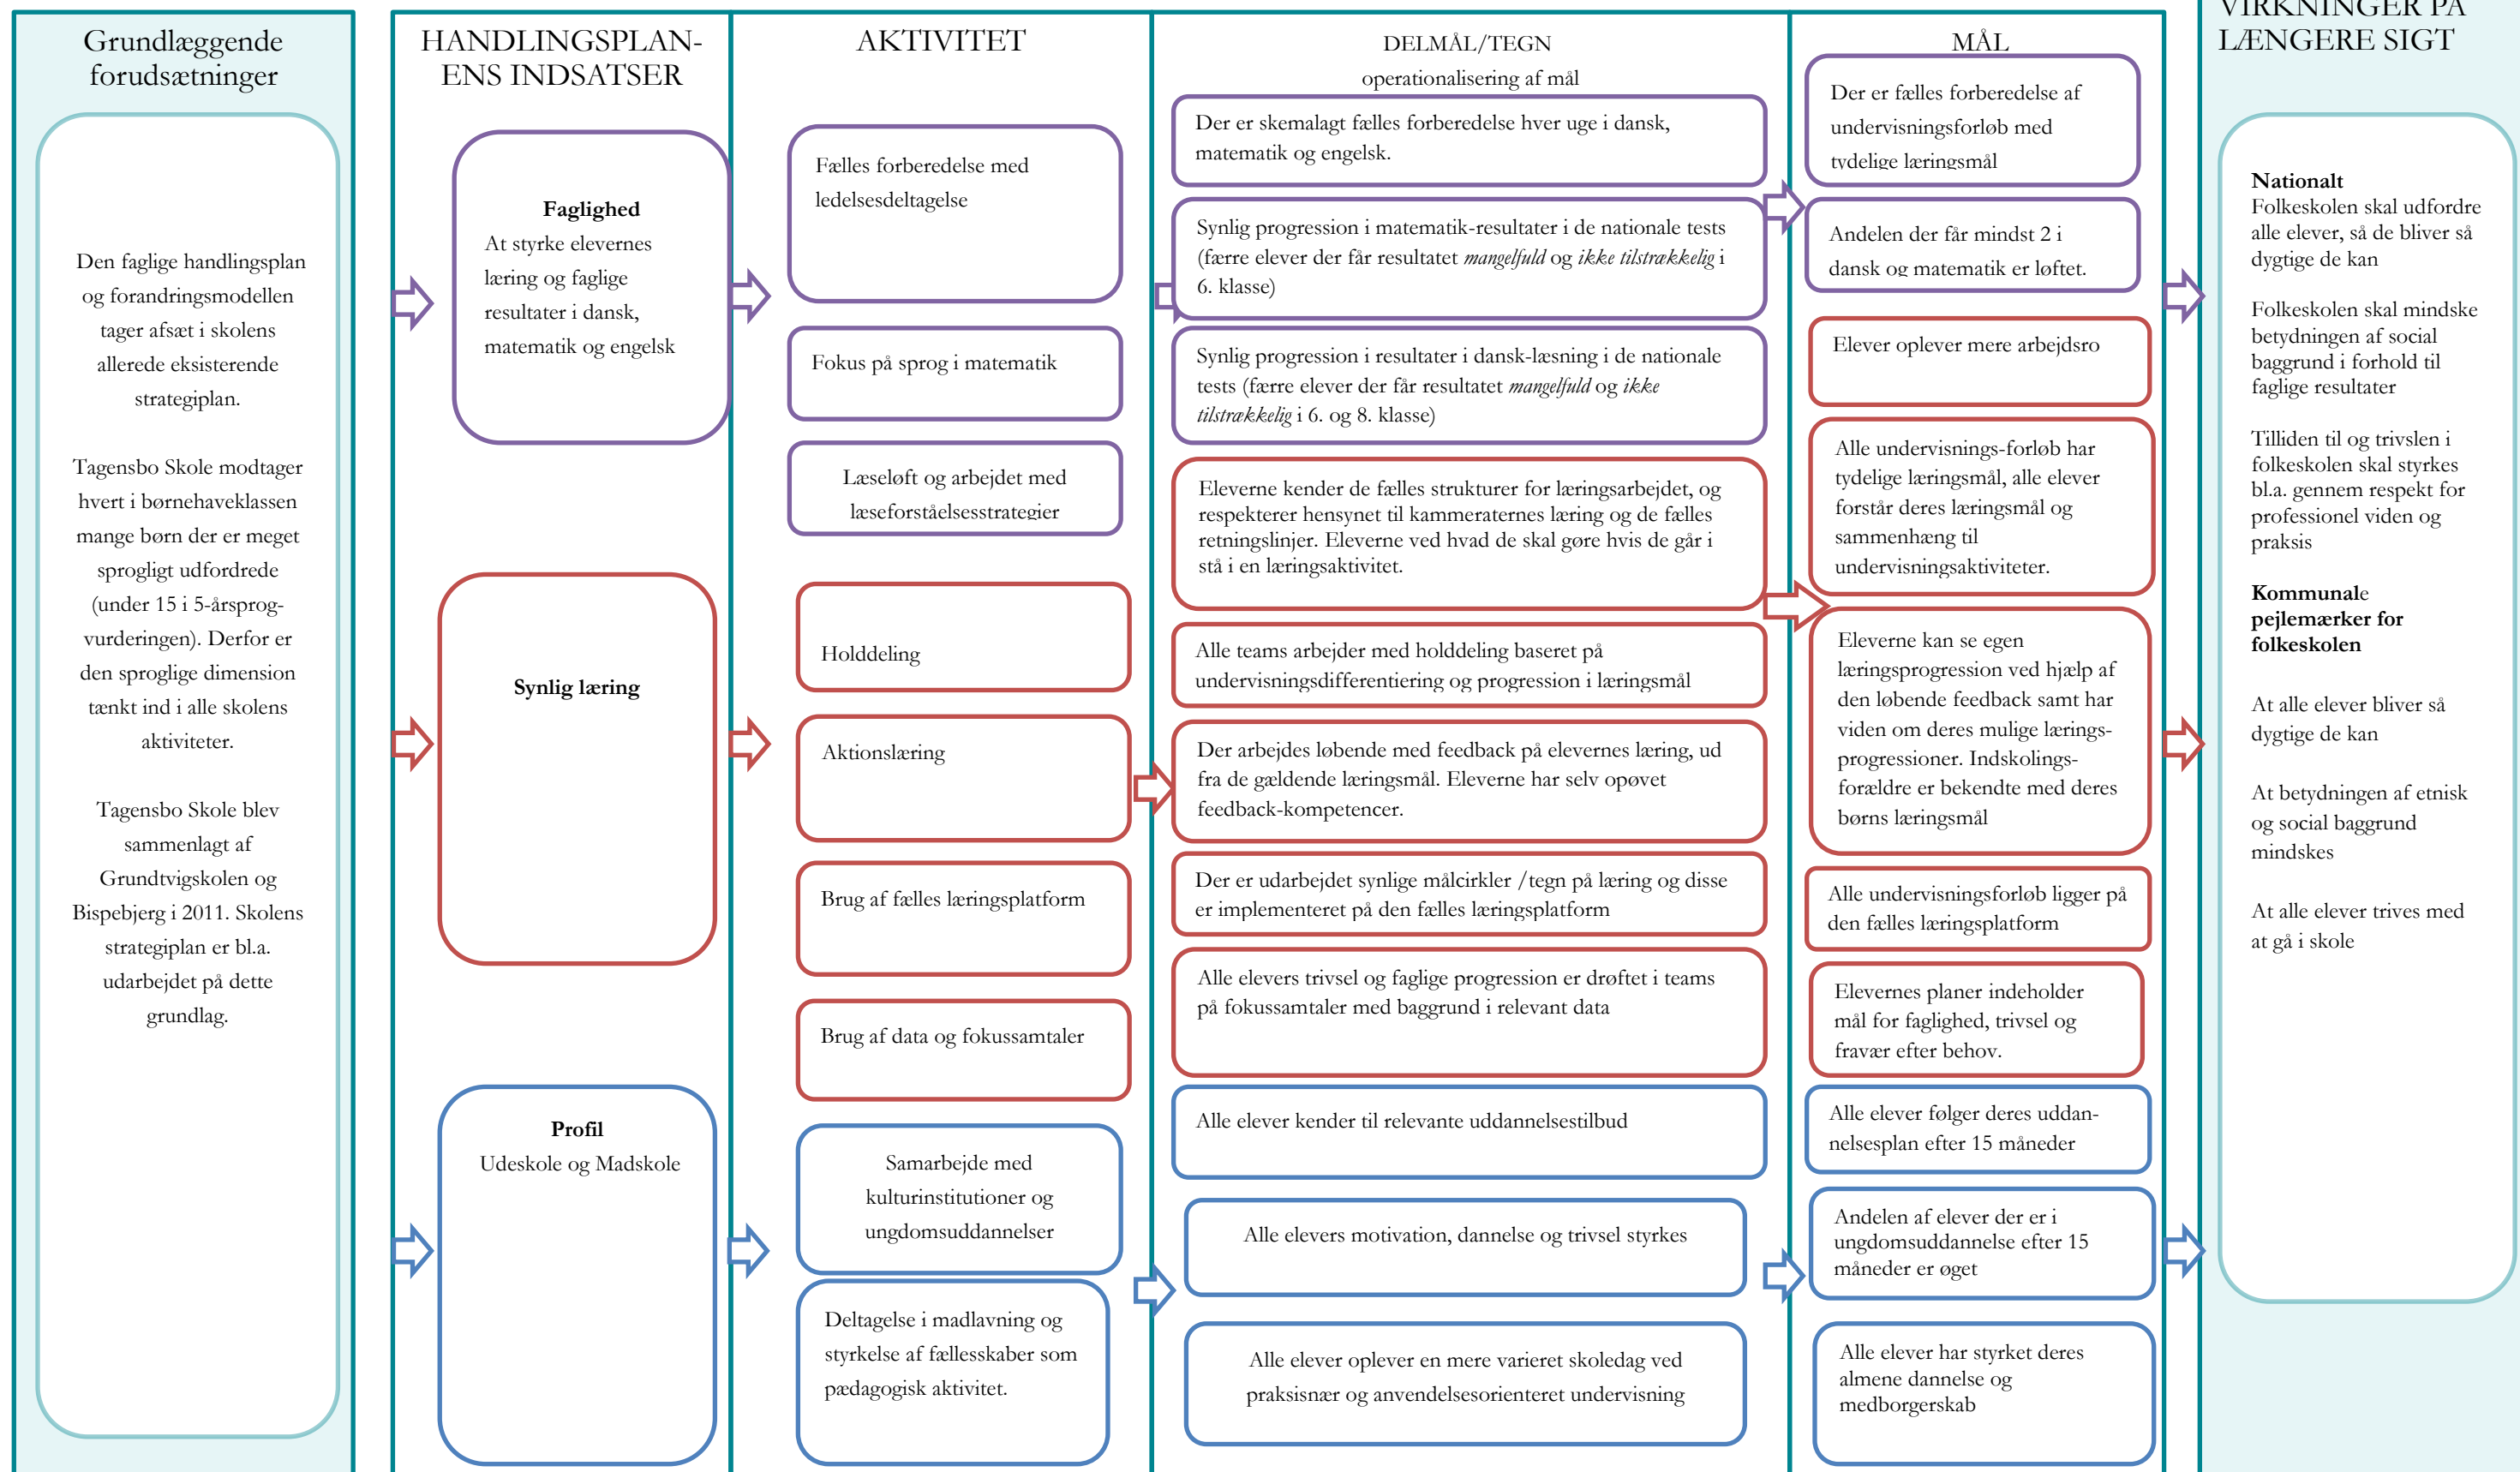 Grundlæggende
forudsætninger
Den faglige handlingsplan
og forandringsmodellen
tager afsæt i skolens
allerede eksisterende
strategiplan.
Tagensbo Skole modtager
hvert i børnehaveklassen
mange børn der er meget
sprogligt udfordrede
(under 15 i 5-årsprog-
vurderingen). Derfor er
den sproglige dimension
tænkt ind i alle skolens
aktiviteter.
Tagensbo Skole blev
sammenlagt af
Grundtvigskolen og
Bispebjerg i 2011. Skolens
strategiplan er bl.a.
udarbejdet på dette
grundlag.
HANDLINGSPLAN-
ENS INDSATSER
Faglighed
At styrke elevernes
læring og faglige
resultater i dansk,
matematik og engelsk
Synlig læring
Profil
Udeskole og Madskole
AKTIVITET
Fælles forberedelse med
ledelsesdeltagelse
Fokus på sprog i matematik
Læseløft og arbejdet med
læseforståelsesstrategier
Holddeling
Aktionslæring
Brug af fælles læringsplatform
Brug af data og fokussamtaler
Samarbejde med
kulturinstitutioner og
ungdomsuddannelser
Deltagelse i madlavning og
styrkelse af fællesskaber som
pædagogisk aktivitet.
DELMÅL/TEGN
operationalisering af mål
Der er skemalagt fælles forberedelse hver uge i dansk,
matematik og engelsk.
Synlig progression i matematik-resultater i de nationale tests
(færre elever der får resultatet mangelfuld og ikke tilstrækkelig i
6. klasse)
Synlig progression i resultater i dansk-læsning i de nationale
tests (færre elever der får resultatet mangelfuld og ikke
tilstrækkelig i 6. og 8. klasse)
Eleverne kender de fælles strukturer for læringsarbejdet, og
respekterer hensynet til kammeraternes læring og de fælles
retningslinjer. Eleverne ved hvad de skal gøre hvis de går i
stå i en læringsaktivitet.
Alle teams arbejder med holddeling baseret på
undervisningsdifferentiering og progression i læringsmål
Der arbejdes løbende med feedback på elevernes læring, ud
fra de gældende læringsmål. Eleverne har selv opøvet
feedback-kompetencer.
Der er udarbejdet synlige målcirkler /tegn på læring og disse
er implementeret på den fælles læringsplatform
Alle elevers trivsel og faglige progression er drøftet i teams
på fokussamtaler med baggrund i relevant data
Alle elever kender til relevante uddannelsestilbud
Alle elevers motivation, dannelse og trivsel styrkes
Alle elever oplever en mere varieret skoledag ved
praksisnær og anvendelsesorienteret undervisning
MÅL
Der er fælles forberedelse af
undervisningsforløb med
tydelige læringsmål
Andelen der får mindst 2 i
dansk og matematik er løftet.
Elever oplever mere arbejdsro
Alle undervisnings-forløb har
tydelige læringsmål, alle elever
forstår deres læringsmål og
sammenhæng til
undervisningsaktiviteter.
Eleverne kan se egen
læringsprogression ved hjælp af
den løbende feedback samt har
viden om deres mulige lærings-
progressioner. Indskolings-
forældre er bekendte med deres
børns læringsmål
Alle undervisningsforløb ligger på
den fælles læringsplatform
Elevernes planer indeholder
mål for faglighed, trivsel og
fravær efter behov.
Alle elever følger deres uddan-
nelsesplan efter 15 måneder
Andelen af elever der er i
ungdomsuddannelse efter 15
måneder er øget
Alle elever har styrket deres
almene dannelse og
medborgerskab
VIRKNINGER PÅ
LÆNGERE SIGT
Nationalt
Folkeskolen skal udfordre
alle elever, så de bliver så
dygtige de kan
Folkeskolen skal mindske
betydningen af social
baggrund i forhold til
faglige resultater
Tilliden til og trivslen i
folkeskolen skal styrkes
bl.a. gennem respekt for
professionel viden og
praksis
Kommunale
pejlemærker for
folkeskolen
At alle elever bliver så
dygtige de kan
At betydningen af etnisk
og social baggrund
mindskes
At alle elever trives med
at gå i skole